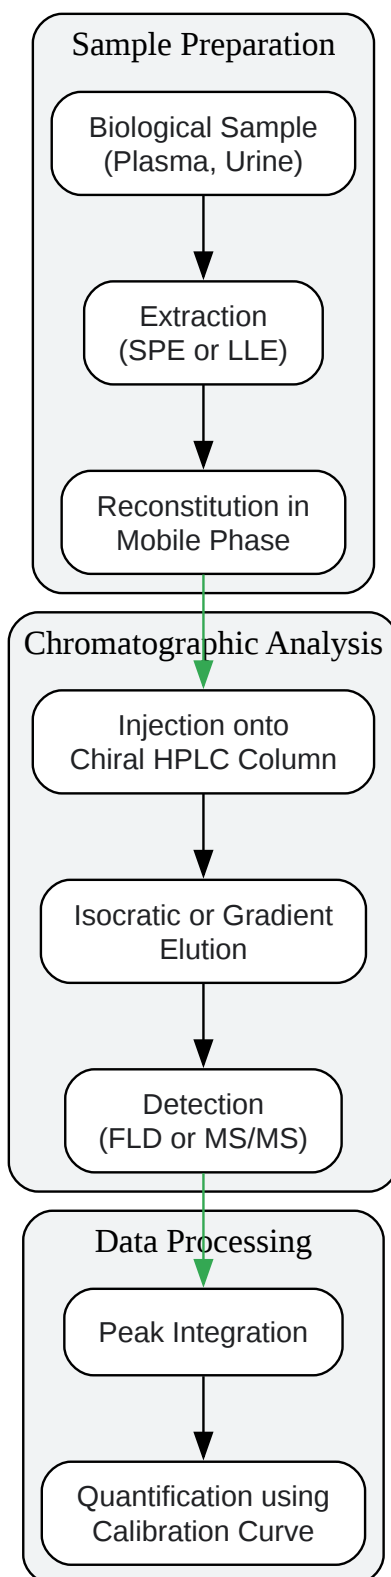 Sample Preparation
Biological Sample
(Plasma, Urine)
Extraction
(SPE or LLE)
Reconstitution in
Mobile Phase
Chromatographic Analysis
Injection onto
Chiral HPLC Column
Isocratic or Gradient
Elution
Detection
(FLD or MS/MS)
Data Processing
Peak Integration
Quantification using
Calibration Curve